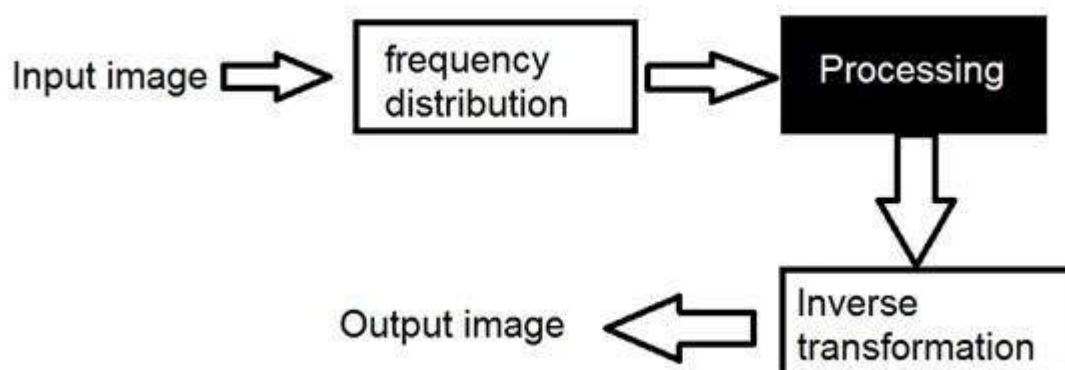 Input image
frequency
distribution
Processing
Inverse
transformation
Output image